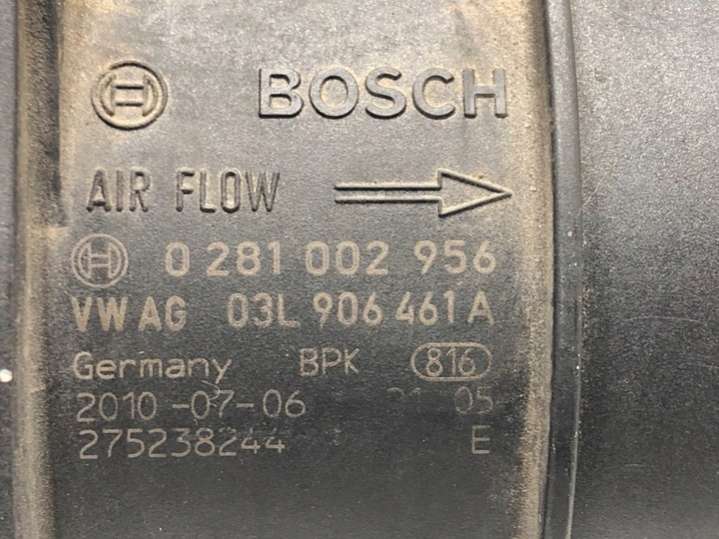 BOSCH
AIR FLOW
0 281 002 956
VW AG 03L 906 461 A
Germany BPK 816
2010-07-06 05
275238244 E